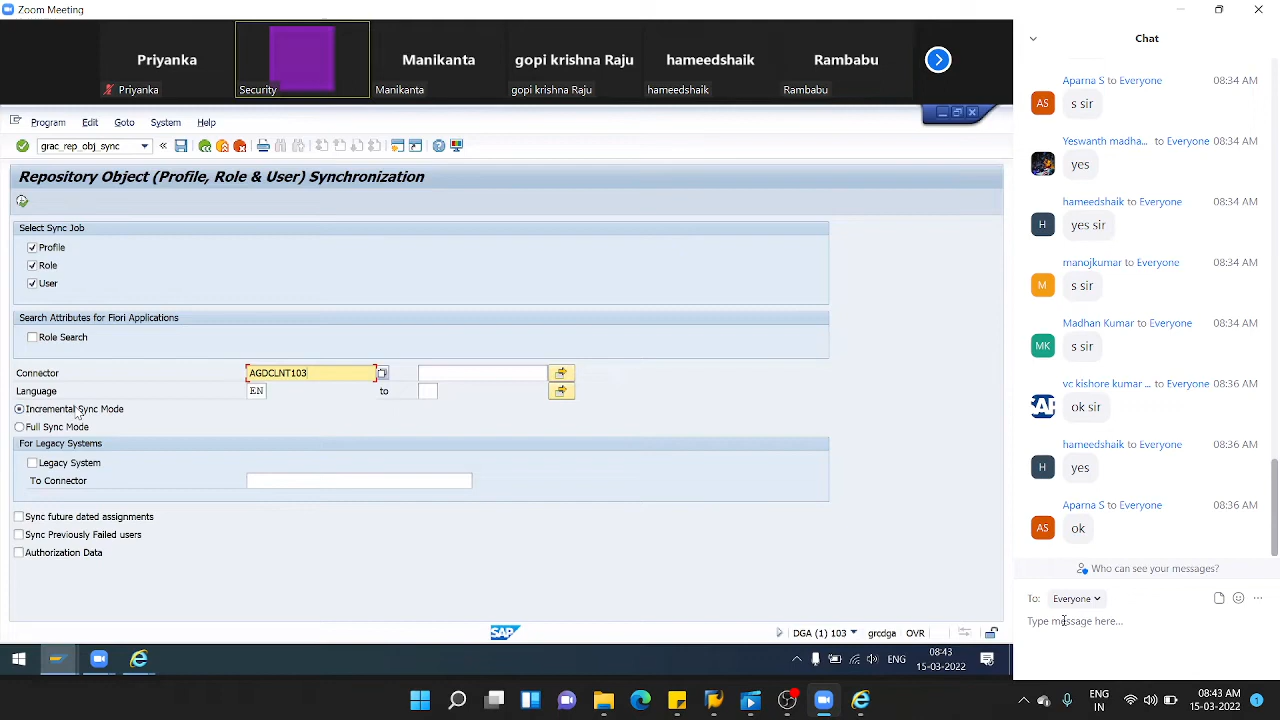 Zoom Meeting
Priyanka
Manikanta
gopi krishna Raju
hameedshaik
Rambabu
Priyanka
Security
Manikanta
gopi krishna Raju
hameedshaik
Rambabu
Program Edit Goto System Help
grac_rep_obj_sync
Repository Object (Profile, Role & User) Synchronization
Select Sync Job
Profile
Role
User
Search Attributes for Fiori Applications
Role Search
Connector AGDCLNT103
Language EN to
Incremental Sync Mode
Full Sync Mode
For Legacy Systems
Legacy System
To Connector
Sync future dated assignments
Sync Previously Failed users
Authorization Data
SAP
DGA (1) 103 grcdga OVR
ENG
08:43
15-03-2022
Chat
Aparna S to Everyone 08:34 AM
AS s sir
Yeswanth madha... to Everyone 08:34 AM
yes
hameedshaik to Everyone 08:34 AM
H yes sir
manojkumar to Everyone 08:34 AM
M s sir
Madhan Kumar to Everyone 08:34 AM
MK s sir
vc kishore kumar ... to Everyone 08:36 AM
SAP ok sir
hameedshaik to Everyone 08:36 AM
H yes
Aparna S to Everyone 08:36 AM
AS ok
Who can see your messages?
To: Everyone
Type message here...
ENG
IN
08:43 AM
15-03-2022
1